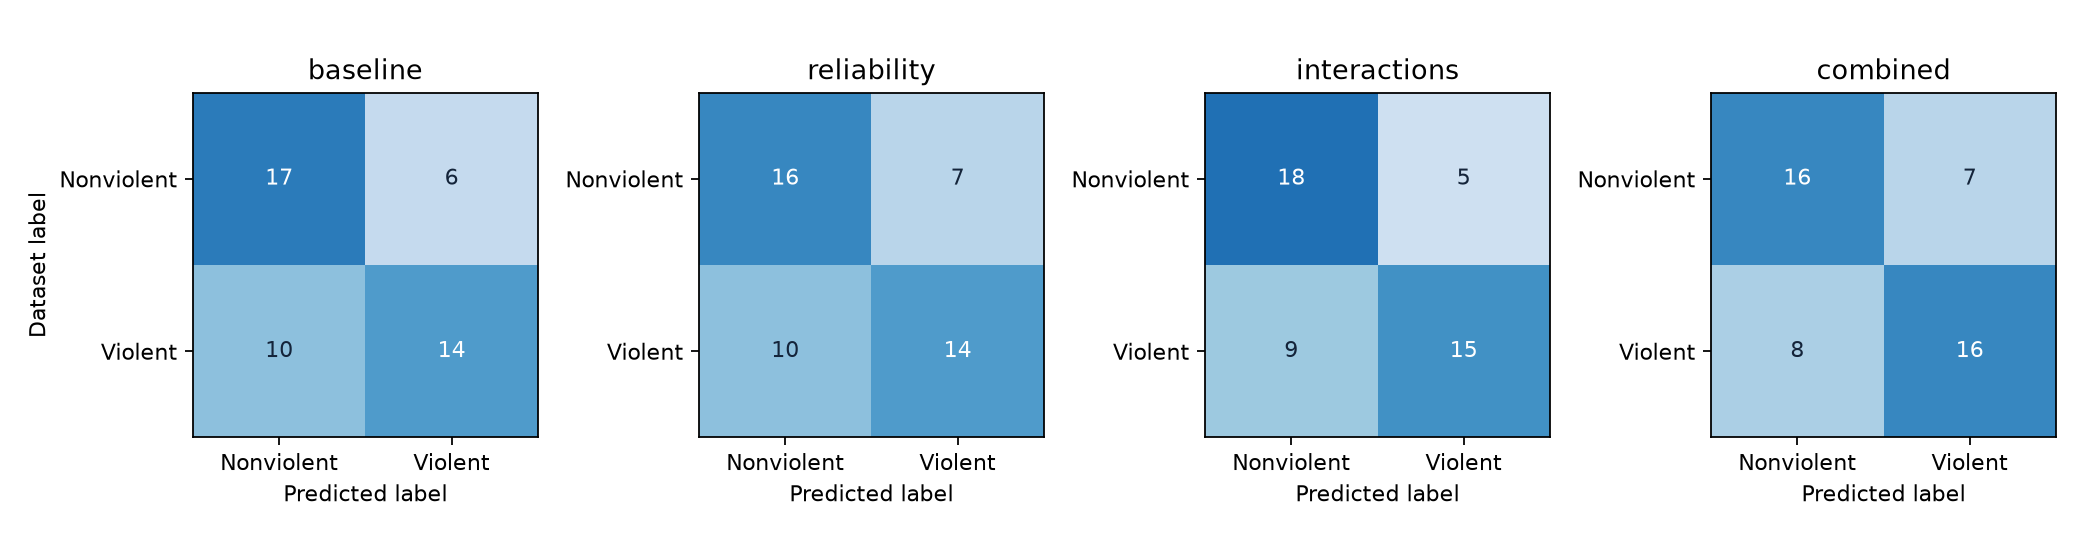 baseline
Dataset label
Nonviolent
17
6
Violent
10
14
Nonviolent
Violent
Predicted label
reliability
Nonviolent
16
7
Violent
10
14
Nonviolent
Violent
Predicted label
interactions
Nonviolent
18
5
Violent
9
15
Nonviolent
Violent
Predicted label
combined
Nonviolent
16
7
Violent
8
16
Nonviolent
Violent
Predicted label